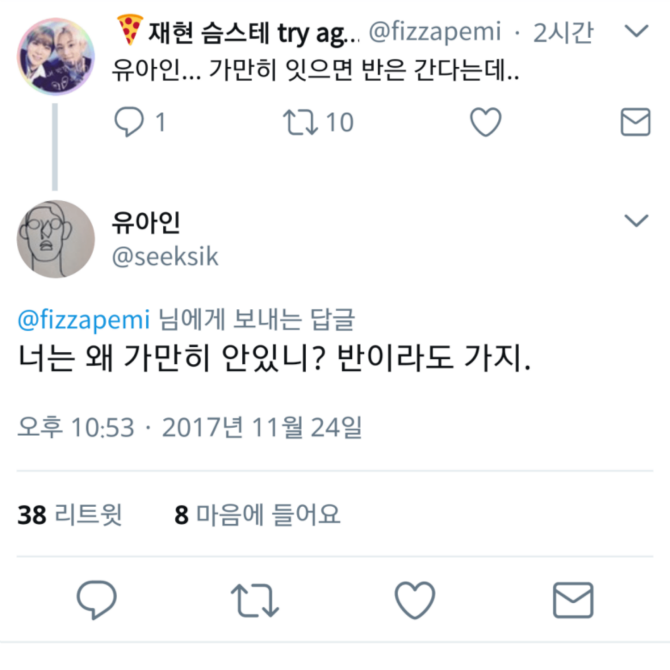 🍕재현 슴스테 try ag... @fizzapemi · 2시간
유아인... 가만히 잇으면 반은 간다는데..
1 10
유아인
@seeksik
@fizzapemi 님에게 보내는 답글
너는 왜 가만히 안있니? 반이라도 가지.
오후 10:53 · 2017년 11월 24일
38 리트윗 8 마음에 들어요